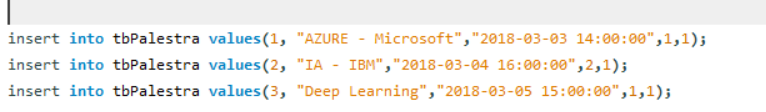 insert into tbPalestra values(1, "AZURE - Microsoft","2018-03-03 14:00:00",1,1);
insert into tbPalestra values(2, "IA - IBM","2018-03-04 16:00:00",2,1);
insert into tbPalestra values(3, "Deep Learning","2018-03-05 15:00:00",1,1);